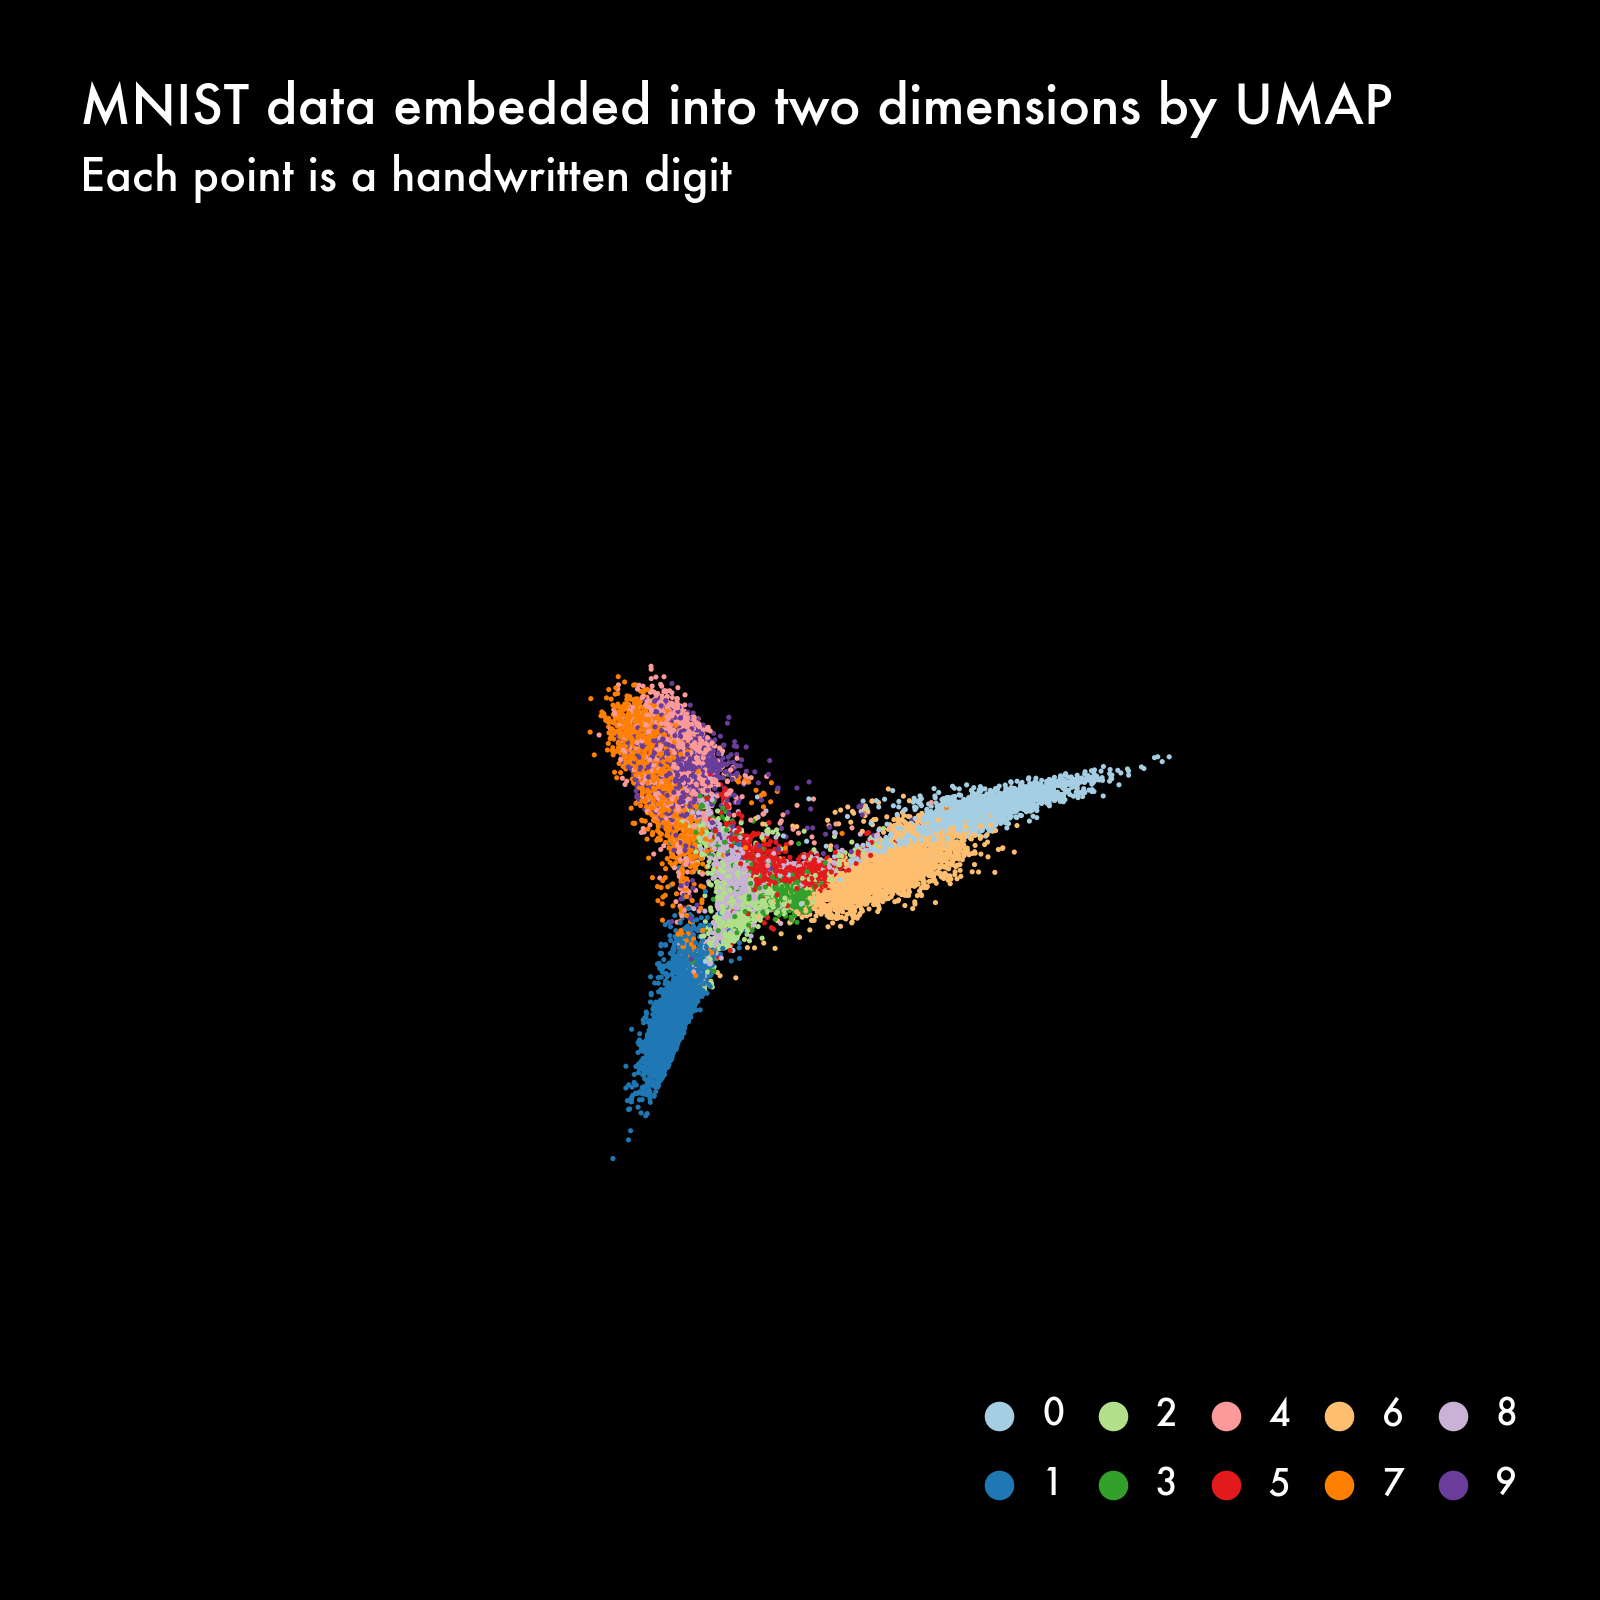 MNIST data embedded into two dimensions by UMAP
Each point is a handwritten digit
0 2 4 6 8
1 3 5 7 9